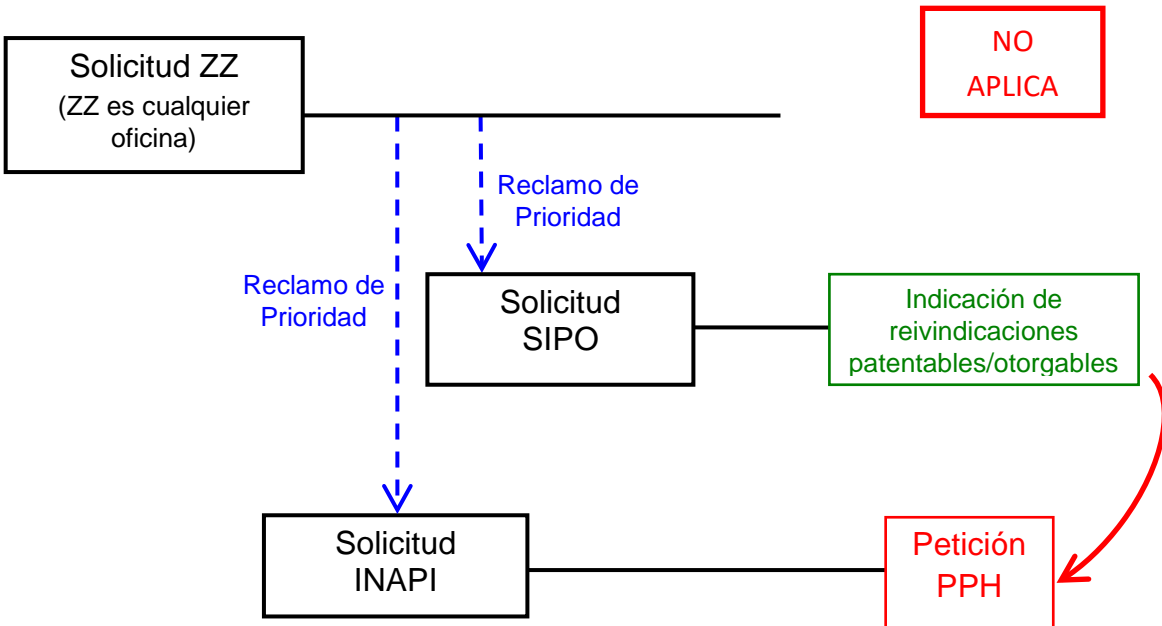 Solicitud ZZ
(ZZ es cualquier
oficina)
NO
APLICA
Reclamo de
Prioridad
Reclamo de
Prioridad
Solicitud
SIPO
Indicación de
reivindicaciones
patentables/otorgables
Solicitud
INAPI
Petición
PPH